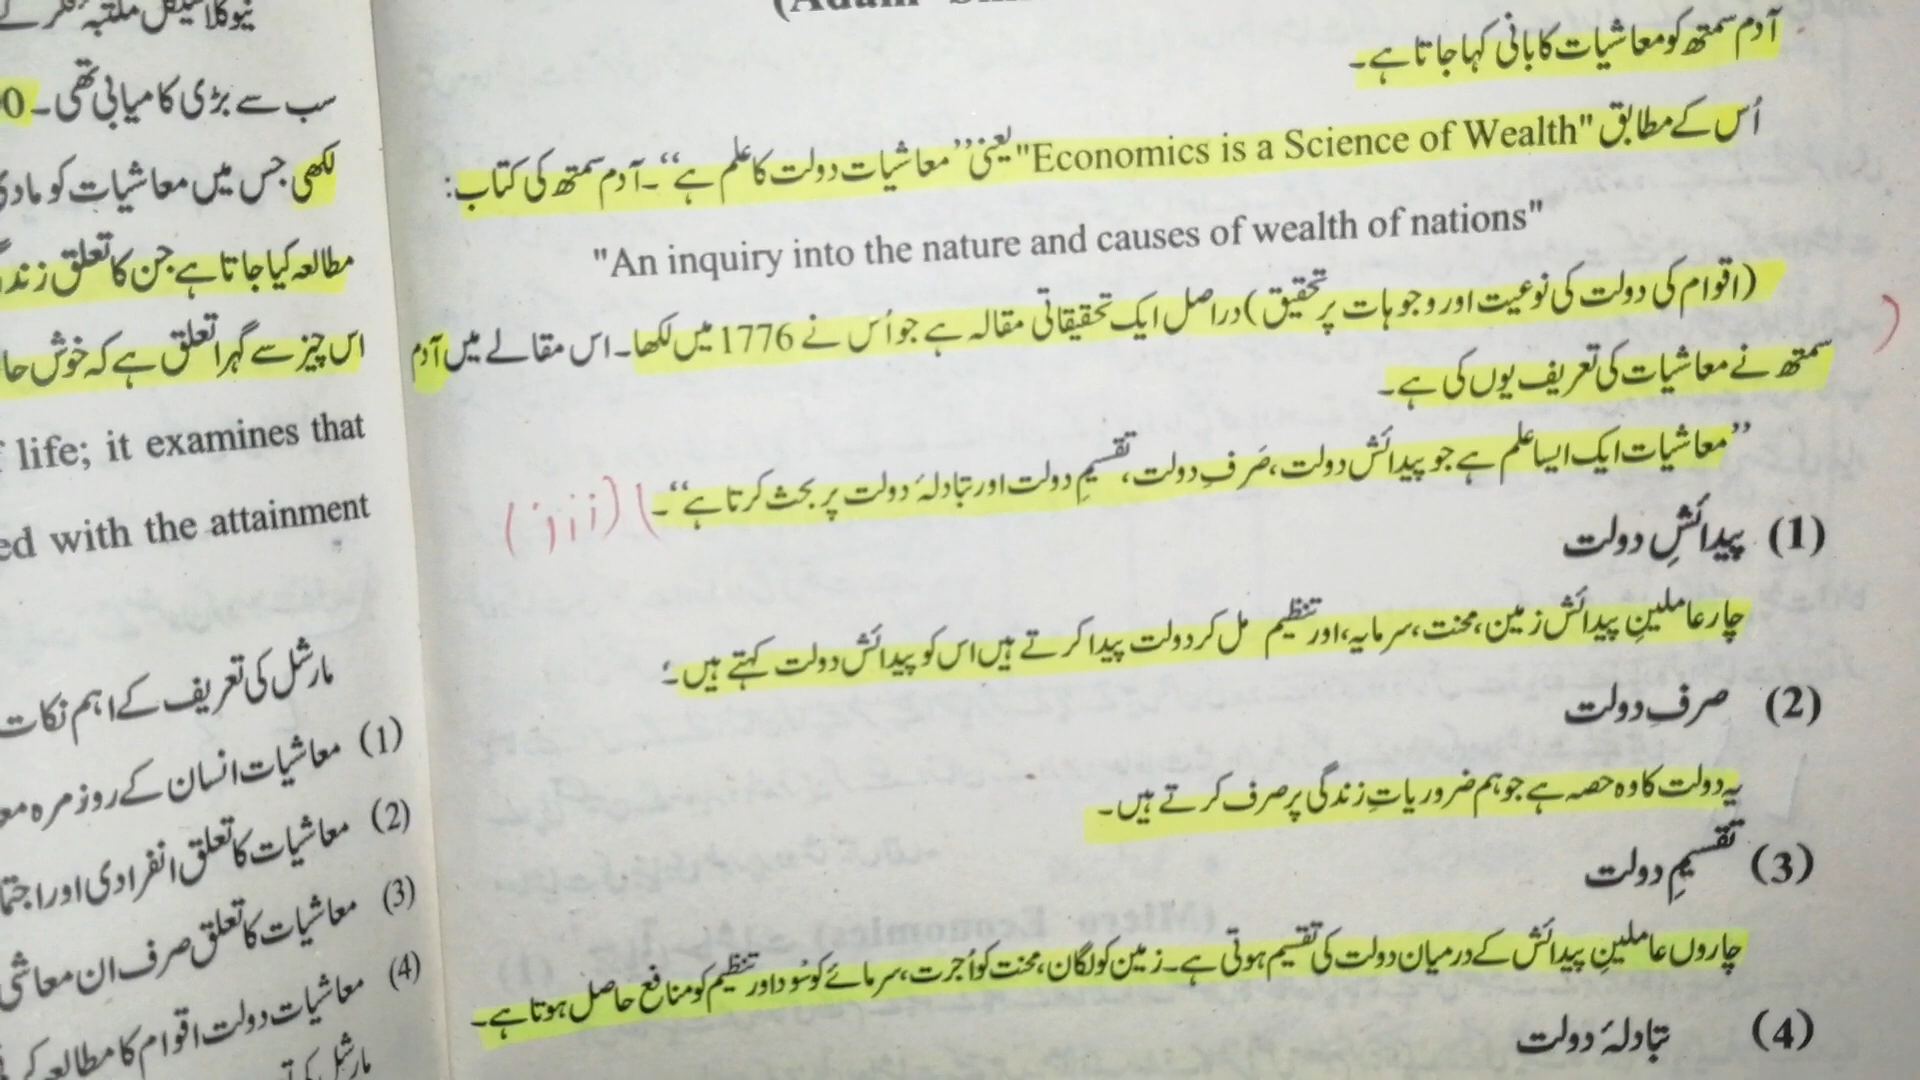 آدم سمتھ کو معاشیات کا بانی کہا جاتا ہے۔
اُس کے مطابق "Economics is a Science of Wealth" یعنی ’’معاشیات دولت کا علم ہے‘‘۔ آدم سمتھ کی کتاب:
"An inquiry into the nature and causes of wealth of nations"
(اقوام کی دولت کی نوعیت اور وجوہات پر تحقیق) دراصل ایک تحقیقاتی مقالہ ہے جو اُس نے 1776 میں لکھا۔ اس مقالے میں آدم
سمتھ نے معاشیات کی تعریف یوں کی ہے۔
’’معاشیات ایک ایسا علم ہے جو پیدائش دولت، صَرفِ دولت، تقسیمِ دولت اور تبادلۂ دولت پر بحث کرتا ہے‘‘۔ (iii)
(1) پیدائشِ دولت
چار عاملینِ پیدائش زمین، محنت، سرمایہ، اور تنظیم مل کر دولت پیدا کرتے ہیں اس کو پیدائش دولت کہتے ہیں۔
(2) صرفِ دولت
یہ دولت کا وہ حصہ ہے جو ہم ضروریاتِ زندگی پر صرف کرتے ہیں۔
(3) تقسیمِ دولت
چاروں عاملینِ پیدائش کے درمیان دولت کی تقسیم ہوتی ہے۔ زمین کو لگان، محنت کو اُجرت، سرمائے کو سُود اور تنظیم کو منافع حاصل ہوتا ہے۔
(4) تبادلۂ دولت
سب سے بڑی کامیابی تھی۔
لکھی جس میں معاشیات کو
مطالعہ کیا جاتا ہے جن کا تعلق
اس چیز سے گہرا تعلق ہے کہ خوش
life; it examines that
with the attainment
مارشل کی تعریف کے اہم نکات
(1) معاشیات انسان کے روزمرہ
(2) معاشیات کا تعلق انفرادی اور
(3) معاشیات کا تعلق صرف ان معاشی
(4) معاشیات دولت اقوام کا مطالعہ
مارشل کی